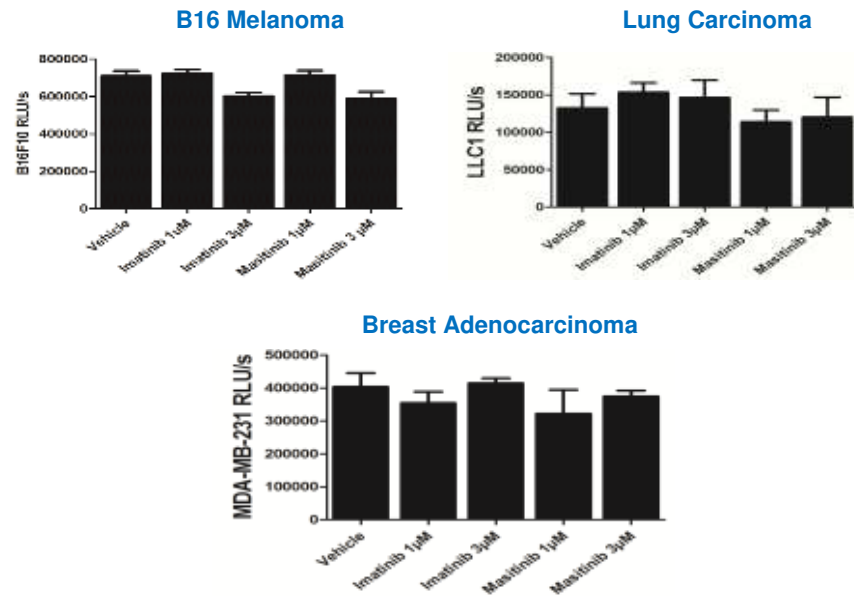 B16 Melanoma
B16F10 RLU/s
800000
600000
400000
200000
0
Vehicle
Imatinib 1µM
Imatinib 3µM
Masitinib 1µM
Masitinib 3 µM
Lung Carcinoma
LLC1 RLU/s
200000
150000
100000
50000
0
Vehicle
Imatinib 1µM
Imatinib 3µM
Masitinib 1µM
Masitinib 3µM
Breast Adenocarcinoma
MDA-MB-231 RLU/s
500000
400000
300000
200000
100000
0
Vehicle
Imatinib 1µM
Imatinib 3µM
Masitinib 1µM
Masitinib 3µM